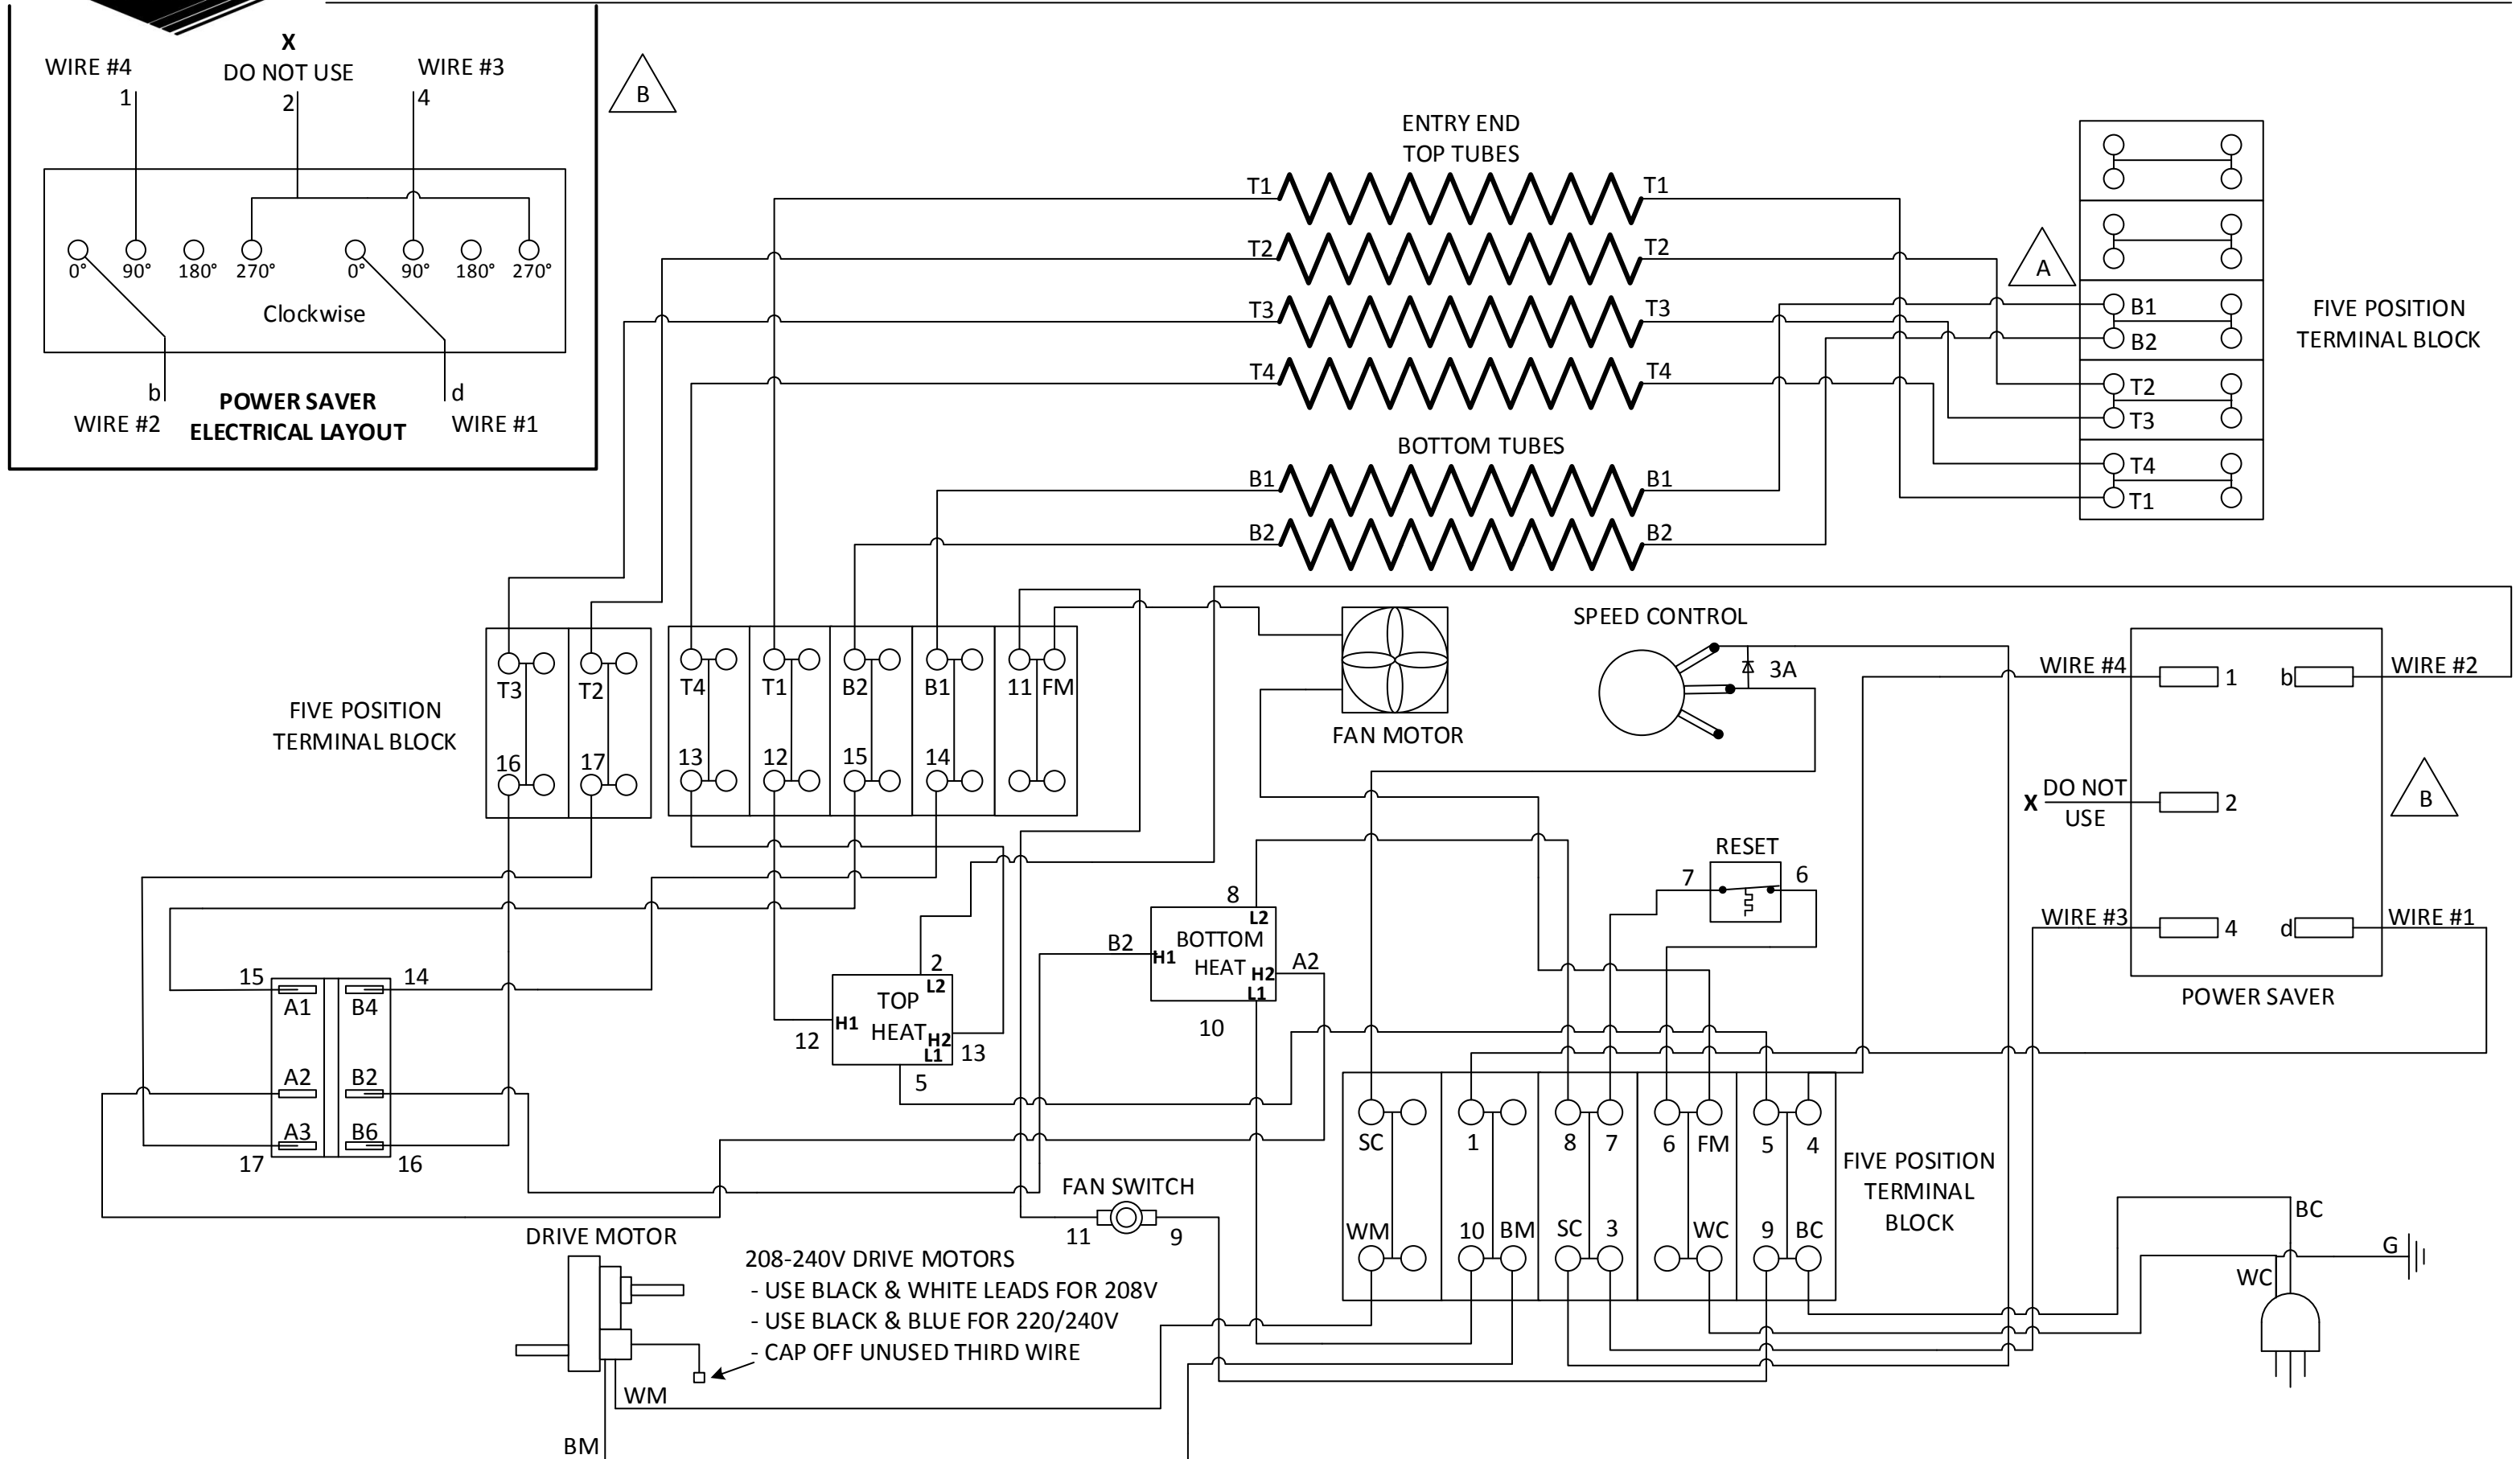 X
WIRE #4
DO NOT USE
WIRE #3
1
2
4
0°
90°
180°
270°
0°
90°
180°
270°
Clockwise
b
d
WIRE #2
POWER SAVER
ELECTRICAL LAYOUT
WIRE #1
B
ENTRY END
TOP TUBES
T1
T1
T2
T2
T3
T3
T4
T4
BOTTOM TUBES
B1
B1
B2
B2
A
B1
B2
T2
T3
T4
T1
FIVE POSITION
TERMINAL BLOCK
FIVE POSITION
TERMINAL BLOCK
T3
T2
T4
T1
B2
B1
11
FM
16
17
13
12
15
14
FAN MOTOR
SPEED CONTROL
3A
WIRE #4
1
b
WIRE #2
X
DO NOT
USE
2
B
WIRE #3
4
d
WIRE #1
POWER SAVER
RESET
7
6
8
L2
B2
H1
BOTTOM
HEAT
H2
A2
L1
10
2
L2
TOP
HEAT
H1
H2
L1
12
13
5
15
14
A1
B4
A2
B2
A3
B6
17
16
SC
1
8
7
6
FM
5
4
WM
10
BM
SC
3
WC
9
BC
FIVE POSITION
TERMINAL
BLOCK
FAN SWITCH
11
9
DRIVE MOTOR
208-240V DRIVE MOTORS
- USE BLACK & WHITE LEADS FOR 208V
- USE BLACK & BLUE FOR 220/240V
- CAP OFF UNUSED THIRD WIRE
WM
BM
BC
G
WC